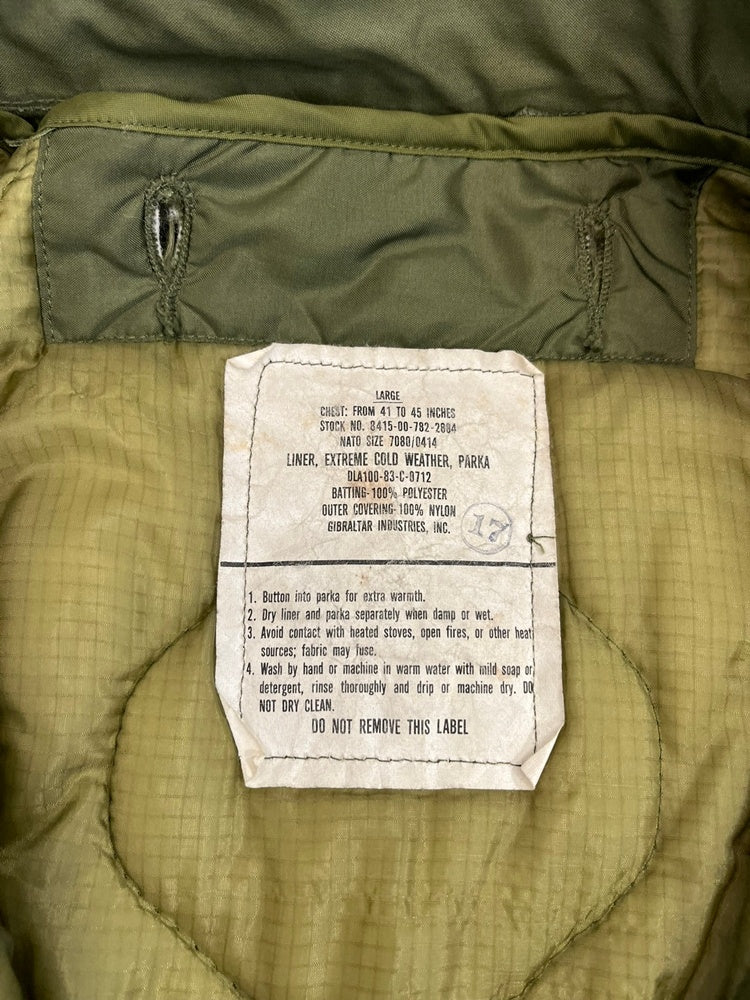 LARGE
CHEST: FROM 41 TO 45 INCHES
STOCK NO. 8415-00-782-2884
NATO SIZE 7080/0414
LINER, EXTREME COLD WEATHER, PARKA
DLA100-83-C-0712
BATTING-100% POLYESTER
OUTER COVERING-100% NYLON
GIBRALTAR INDUSTRIES, INC.
17
1. Button into parka for extra warmth.
2. Dry liner and parka separately when damp or wet.
3. Avoid contact with heated stoves, open fires, or other heat
sources; fabric may fuse.
4. Wash by hand or machine in warm water with mild soap or
detergent, rinse thoroughly and drip or machine dry. DO
NOT DRY CLEAN.
DO NOT REMOVE THIS LABEL